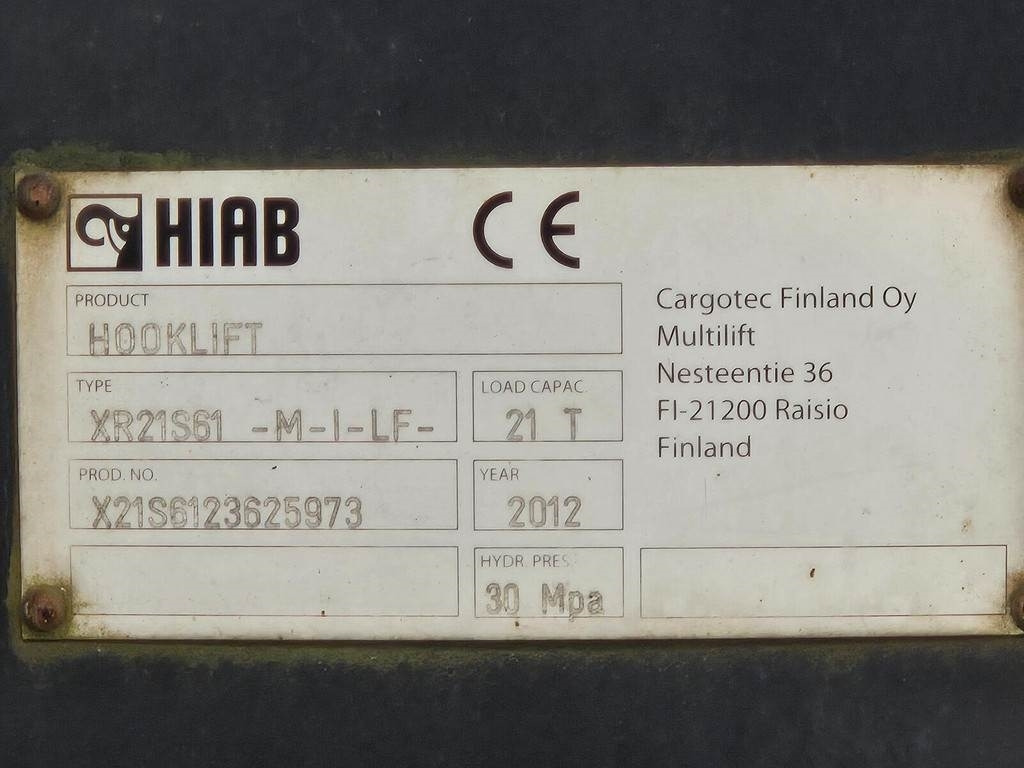 HIAB CE
PRODUCT
HOOKLIFT
TYPE
XR21S61 -M-I-LF-
LOAD CAPAC
21 T
PROD. NO.
X21S6123625973
YEAR
2012
HYDR. PRES.
30 Mpa
Cargotec Finland Oy
Multilift
Nesteentie 36
FI-21200 Raisio
Finland